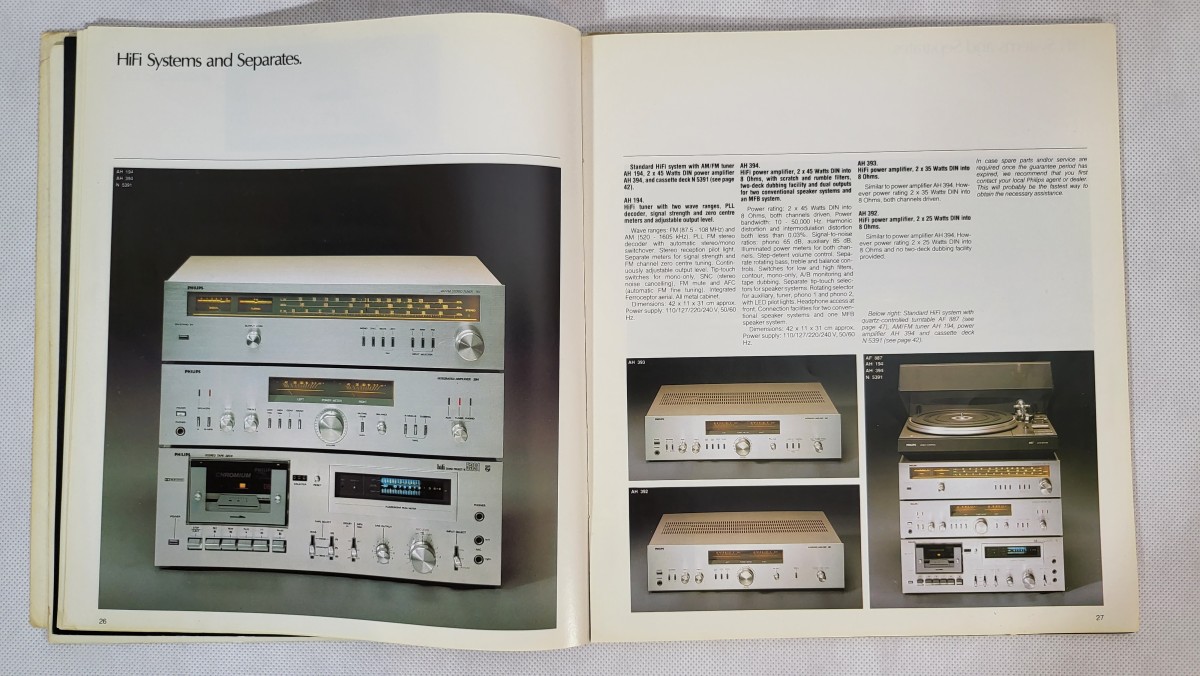 HiFi Systems and Separates.
AH 194
AH 394
N 5391
PHILIPS
PHILIPS
INTEGRATED AMPLIFIER 394
LEFT
POWER METER
PHILIPS
CHROMIUM
hifi
26
Standard HiFi system with AM/FM tuner
AH 194, 2 x 45 Watts DIN power amplifier
AH 394, and cassette deck N 5391 (see page
42).
AH 194.
HiFi tuner with two wave ranges, PLL
decoder, signal strength and zero centre
meters and adjustable output level.
Wave ranges: FM (87.5 - 108 MHz) and
AM (520 - 1605 kHz). PLL FM stereo
decoder with automatic stereo/mono
switchover. Stereo reception pilot light.
Separate meters for signal strength and
FM channel zero centre tuning. Contin-
uously adjustable output level. Tip-touch
switches for mono-only, SNC (stereo
noise cancelling), FM mute and AFC
(automatic FM fine tuning). Integrated
Ferroceptor aerial. All metal cabinet.
Dimensions: 42 x 11 x 31 cm approx.
Power supply: 110/127/220/240 V, 50/60
Hz.
AH 394.
HiFi power amplifier, 2 x 45 Watts DIN into
8 Ohms, with scratch and rumble filters,
two-deck dubbing facility and dual outputs
for two conventional speaker systems and
an MFB system.
Power rating: 2 x 45 Watts DIN into
8 Ohms, both channels driven. Power
bandwidth: 10 - 50,000 Hz. Harmonic
distortion and intermodulation distortion
both less than 0.03%. Signal-to-noise
ratios: phono 65 dB, auxiliary 85 dB.
Illuminated power meters for both chan-
nels. Step-detent volume control. Sepa-
rate rotating bass, treble and balance con-
trols. Switches for low and high filters,
contour, mono-only, A/B monitoring and
tape dubbing. Separate tip-touch selec-
tors for speaker systems. Rotating selector
for auxiliary, tuner, phono 1 and phono 2,
with LED pilot lights. Headphone access at
front. Connection facilities for two conven-
tional speaker systems and one MFB
speaker system.
Dimensions: 42 x 11 x 31 cm approx.
Power supply: 110/127/220/240 V, 50/60
Hz.
AH 393.
HiFi power amplifier, 2 x 35 Watts DIN into
8 Ohms.
Similar to power amplifier AH 394. How-
ever power rating 2 x 35 Watts DIN into
8 Ohms, both channels driven.
AH 392.
HiFi power amplifier, 2 x 25 Watts DIN into
8 Ohms.
Similar to power amplifier AH 394. How-
ever power rating 2 x 25 Watts DIN into
8 Ohms and no two-deck dubbing facility
provided.
Below right: Standard HiFi system with
quartz-controlled turntable AF 887 (see
page 47), AM/FM tuner AH 194, power
amplifier AH 394 and cassette deck
N 5391 (see page 42).
In case spare parts and/or service are
required once the guarantee period has
expired, we recommend that you first
contact your local Philips agent or dealer.
This will probably be the fastest way to
obtain the necessary assistance.
AH 393
AH 392
AF 887
AH 194
AH 394
N 5391
27